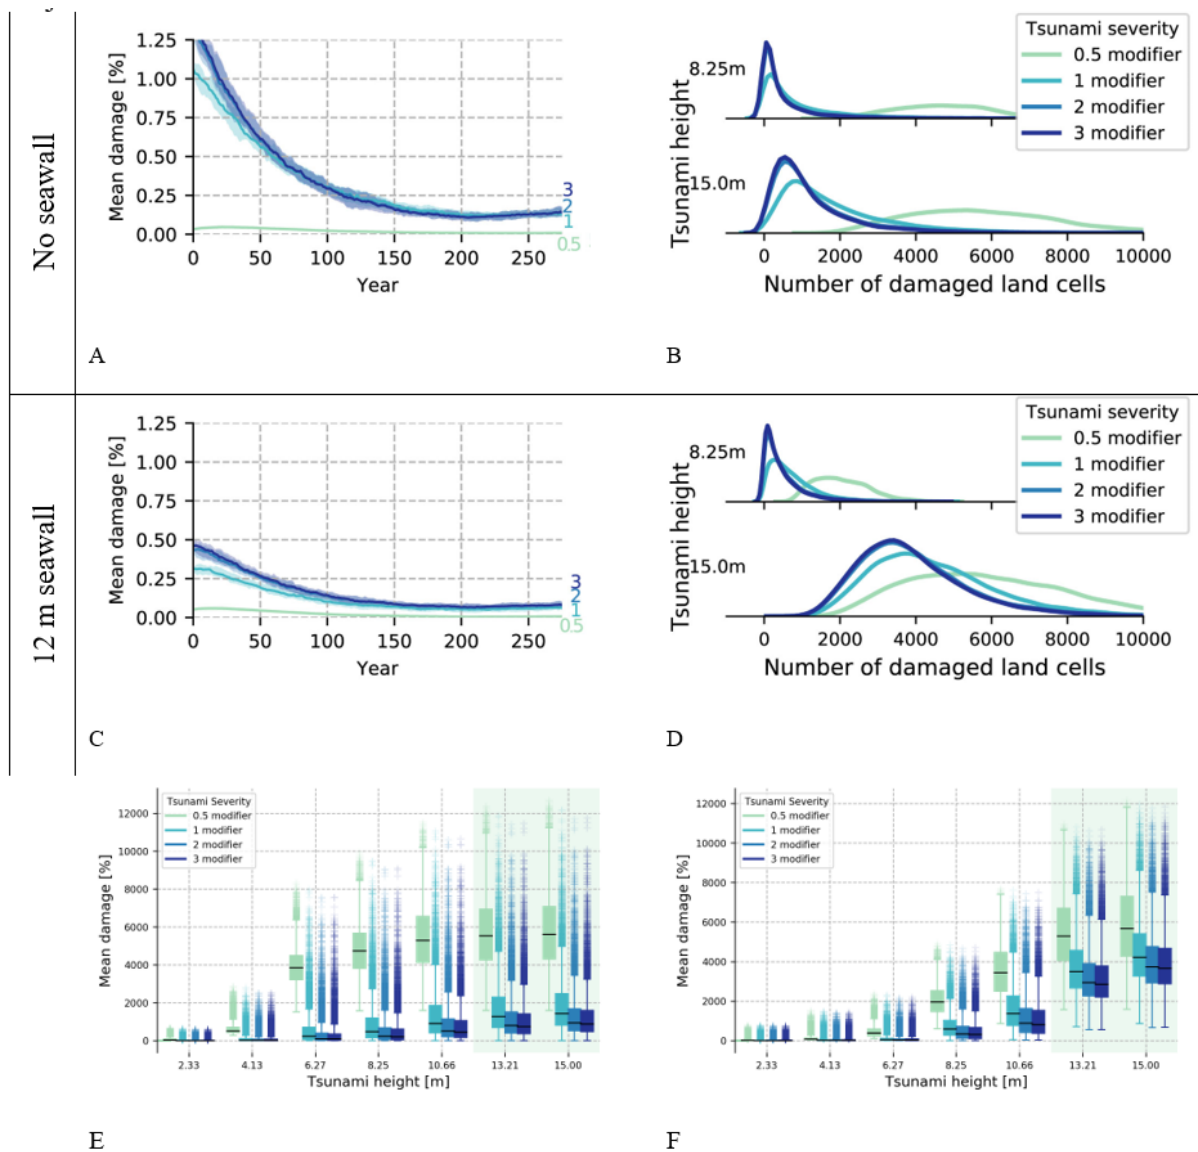 No seawall
1.25
1.00
0.75
0.50
0.25
0.00
Mean damage [%]
0 50 100 150 200 250
Year
3
2
1
0.5
A
Tsunami height
8.25m
15.0m
Tsunami severity
0.5 modifier
1 modifier
2 modifier
3 modifier
0 2000 4000 6000 8000 10000
Number of damaged land cells
B
12 m seawall
1.25
1.00
0.75
0.50
0.25
0.00
Mean damage [%]
0 50 100 150 200 250
Year
3
2
1
0.5
C
Tsunami height
8.25m
15.0m
Tsunami severity
0.5 modifier
1 modifier
2 modifier
3 modifier
0 2000 4000 6000 8000 10000
Number of damaged land cells
D
Tsunami Severity
0.5 modifier
1 modifier
2 modifier
3 modifier
12000
10000
8000
6000
4000
2000
0
Mean damage [%]
2.33 4.13 6.27 8.25 10.66 13.21 15.00
Tsunami height [m]
E
Tsunami Severity
0.5 modifier
1 modifier
2 modifier
3 modifier
12000
10000
8000
6000
4000
2000
0
Mean damage [%]
2.33 4.13 6.27 8.25 10.66 13.21 15.00
Tsunami height [m]
F